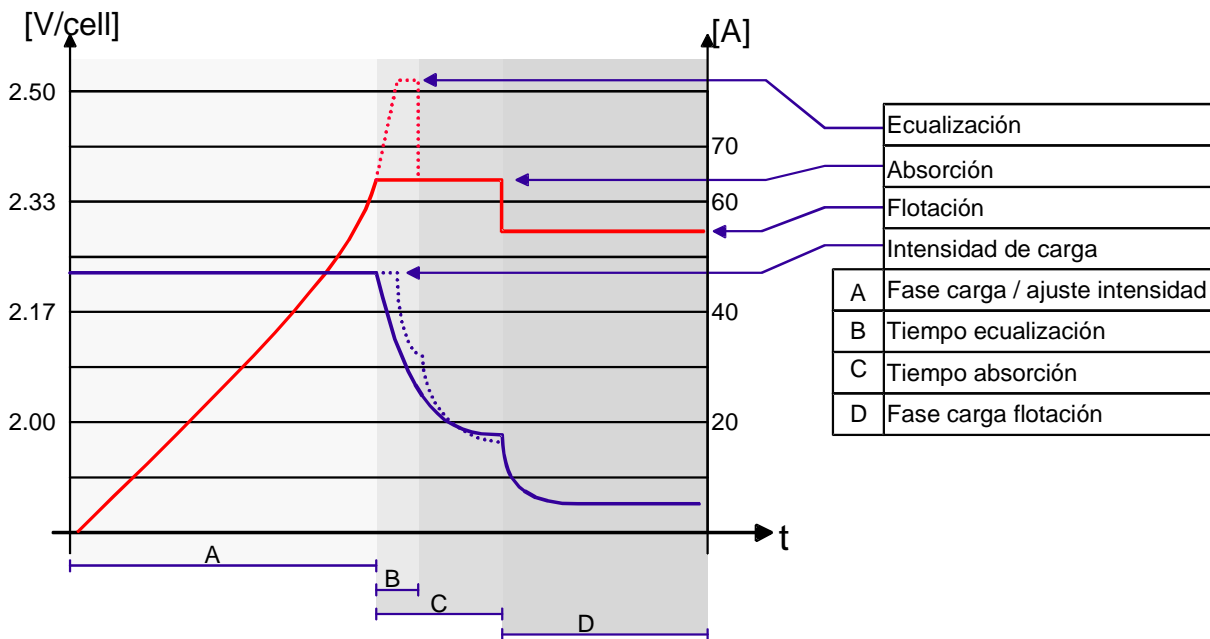 [V/cell]
[A]
2.50
2.33
2.17
2.00
70
60
40
20
t
A
B
C
D
Ecualización
Absorción
Flotación
Intensidad de carga
A Fase carga / ajuste intensidad
B Tiempo ecualización
C Tiempo absorción
D Fase carga flotación